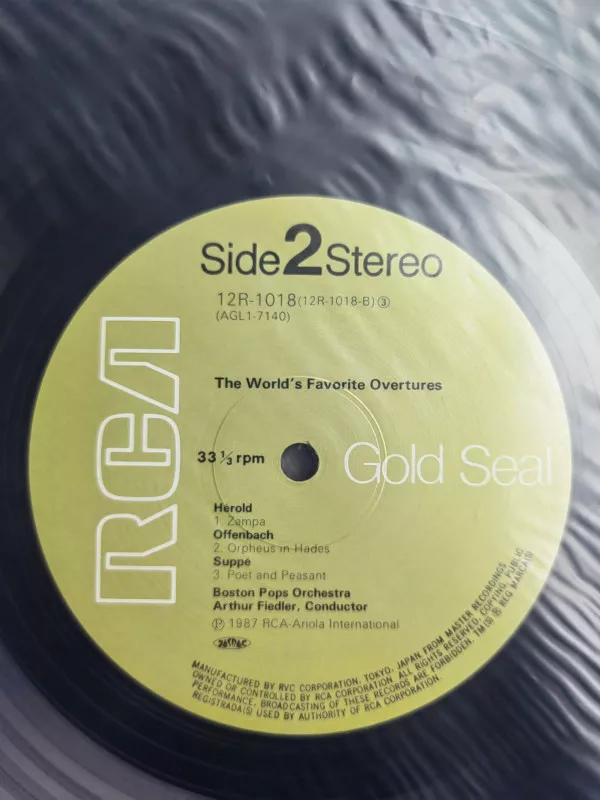 Side 2 Stereo
12R-1018 (12R-1018-B) ③
(AGL1-7140)
RCA
The World's Favorite Overtures
33 ⅓ rpm
Gold Seal
Hérold
1. Zampa
Offenbach
2. Orpheus in Hades
Suppé
3. Poet and Peasant
Boston Pops Orchestra
Arthur Fiedler, Conductor
℗ 1987 RCA-Ariola International
MANUFACTURED BY RVC CORPORATION, TOKYO, JAPAN FROM MASTER RECORDINGS
OWNED OR CONTROLLED BY RCA CORPORATION. ALL RIGHTS RESERVED, COPYING, PUBLIC
PERFORMANCE, BROADCASTING OF THESE RECORDS ARE FORBIDDEN, TM(S) ® REG MARCA(S)
REGISTRADA(S) USED BY AUTHORITY OF RCA CORPORATION.